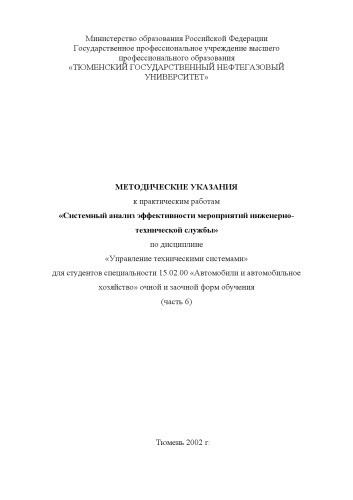 Министерство образования Российской Федерации
Государственное профессиональное учреждение высшего
профессионального образования
«ТЮМЕНСКИЙ ГОСУДАРСТВЕННЫЙ НЕФТЕГАЗОВЫЙ
УНИВЕРСИТЕТ»
МЕТОДИЧЕСКИЕ УКАЗАНИЯ
к практическим работам
«Системный анализ эффективности мероприятий инженерно-
технической службы»
по дисциплине
«Управление техническими системами»
для студентов специальности 15.02.00 «Автомобили и автомобильное
хозяйство» очной и заочной форм обучения
(часть 6)
Тюмень 2002 г